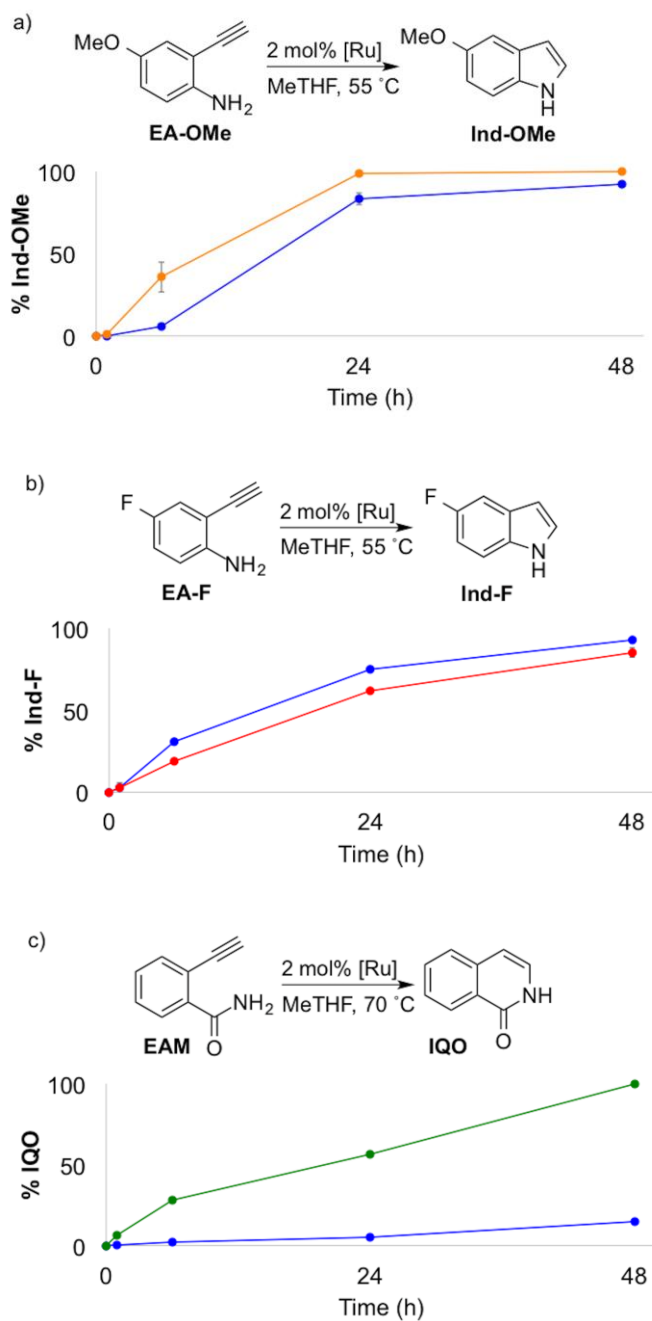 a)
MeO
NH2
2 mol% [Ru]
MeTHF, 55 ˚C
MeO
N
H
EA-OMe
Ind-OMe
100
50
0
% Ind-OMe
0 24 48
Time (h)
b)
F
NH2
2 mol% [Ru]
MeTHF, 55 ˚C
F
N
H
EA-F
Ind-F
100
50
0
% Ind-F
0 24 48
Time (h)
c)
NH2
O
2 mol% [Ru]
MeTHF, 70 ˚C
NH
O
EAM
IQO
100
50
0
% IQO
0 24 48
Time (h)